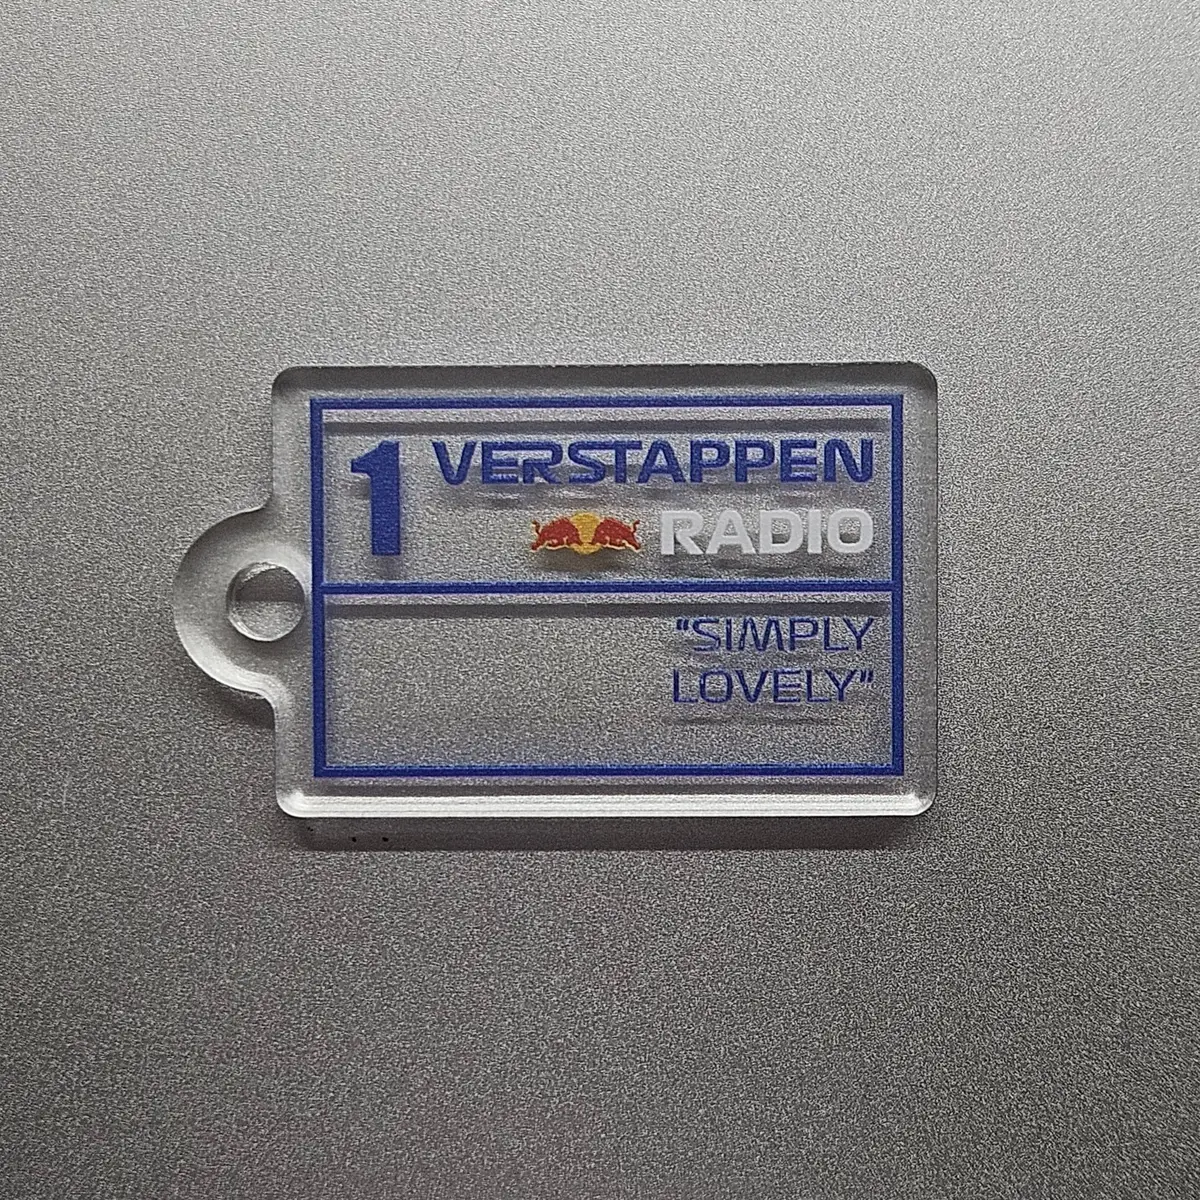 1 VERSTAPPEN
RADIO
"SIMPLY
LOVELY"